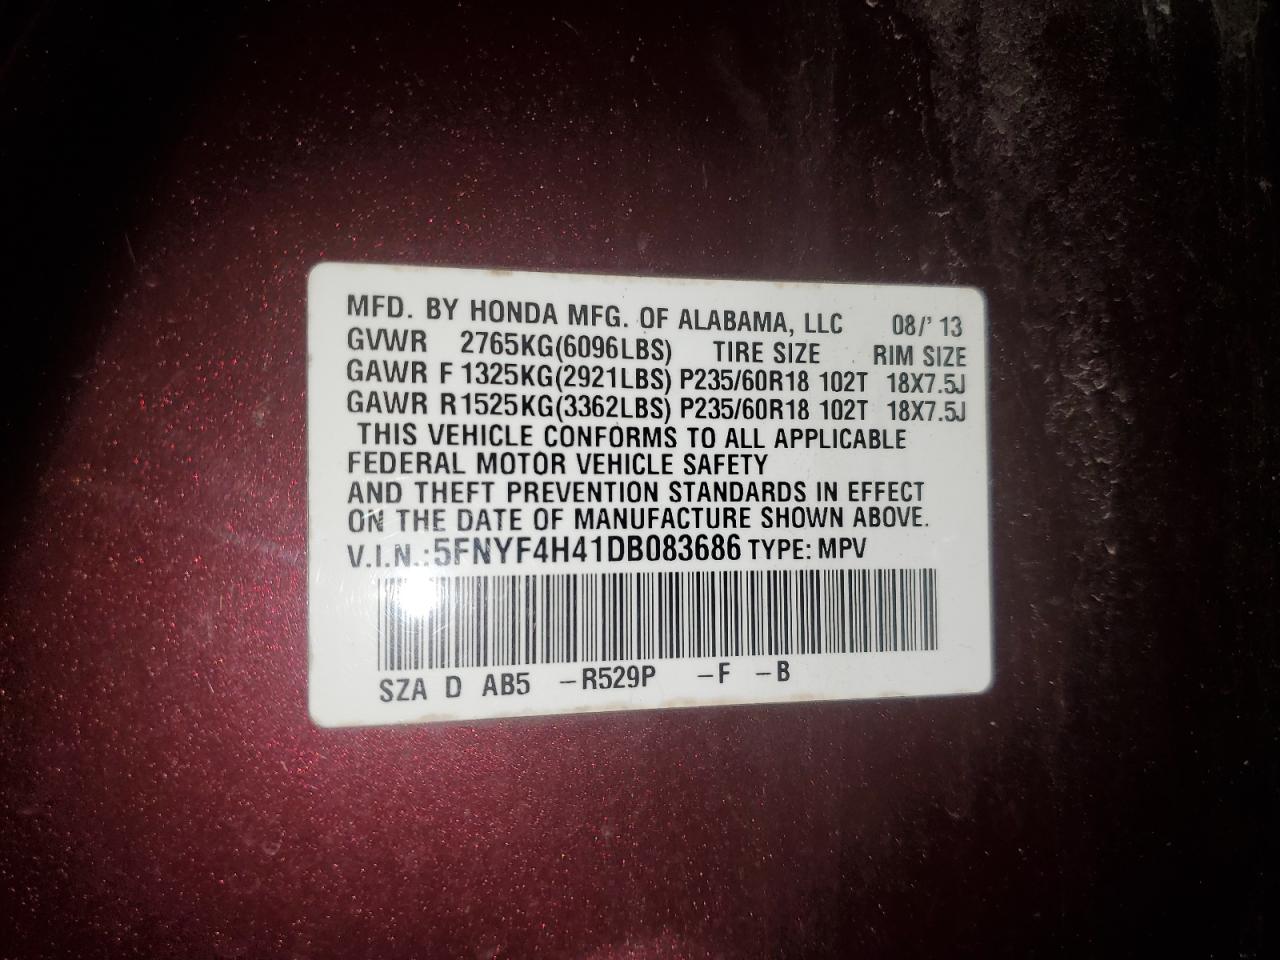 MFD. BY HONDA MFG. OF ALABAMA, LLC 08/' 13
GVWR 2765KG(6096LBS) TIRE SIZE RIM SIZE
GAWR F 1325KG(2921LBS) P235/60R18 102T 18X7.5J
GAWR R1525KG(3362LBS) P235/60R18 102T 18X7.5J
THIS VEHICLE CONFORMS TO ALL APPLICABLE
FEDERAL MOTOR VEHICLE SAFETY
AND THEFT PREVENTION STANDARDS IN EFFECT
ON THE DATE OF MANUFACTURE SHOWN ABOVE.
V.I.N.:5FNYF4H41DB083686 TYPE: MPV
SZA D AB5 -R529P -F -B